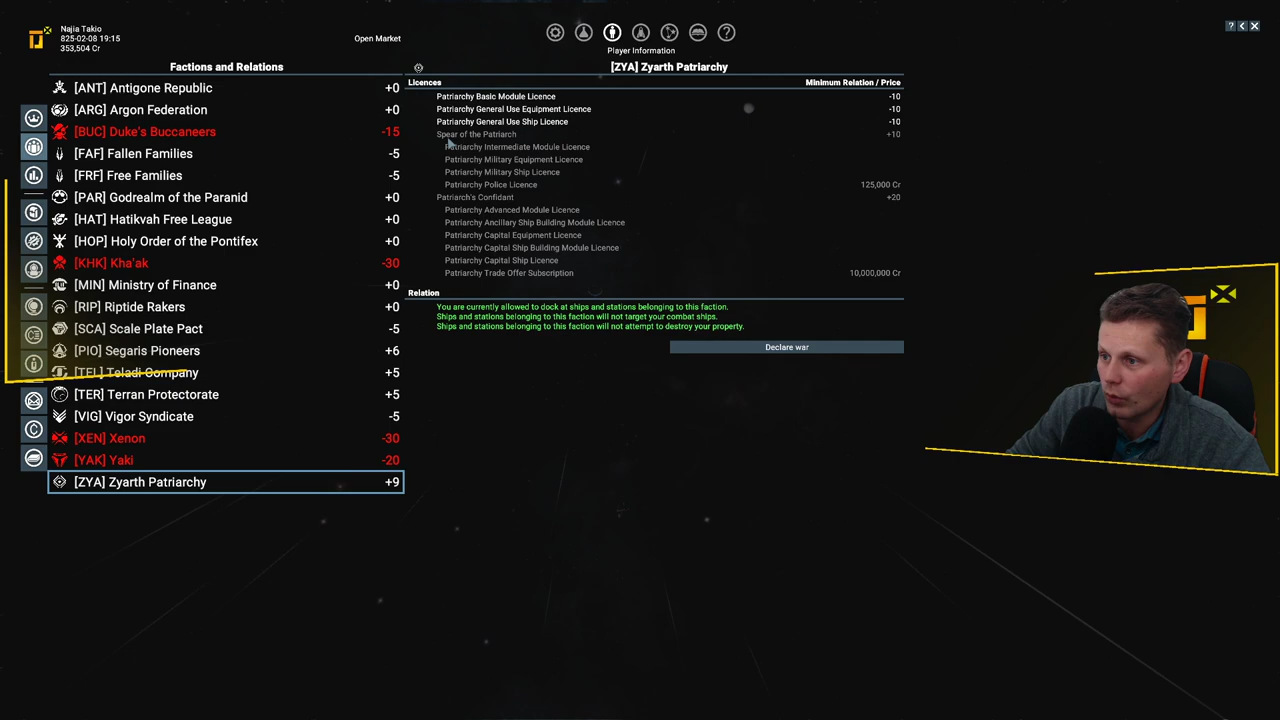 Najia Takio
825-02-08 19:15
353,504 Cr
Open Market
Player Information
?
Factions and Relations
[ANT] Antigone Republic +0
[ARG] Argon Federation +0
[BUC] Duke's Buccaneers -15
[FAF] Fallen Families -5
[FRF] Free Families -5
[PAR] Godrealm of the Paranid +0
[HAT] Hatikvah Free League +0
[HOP] Holy Order of the Pontifex +0
[KHK] Kha'ak -30
[MIN] Ministry of Finance +0
[RIP] Riptide Rakers +0
[SCA] Scale Plate Pact -5
[PIO] Segaris Pioneers +6
[TEL] Teladi Company +5
[TER] Terran Protectorate +5
[VIG] Vigor Syndicate -5
[XEN] Xenon -30
[YAK] Yaki -20
[ZYA] Zyarth Patriarchy +9
[ZYA] Zyarth Patriarchy
Licences Minimum Relation / Price
Patriarchy Basic Module Licence -10
Patriarchy General Use Equipment Licence -10
Patriarchy General Use Ship Licence -10
Spear of the Patriarch +10
Patriarchy Intermediate Module Licence
Patriarchy Military Equipment Licence
Patriarchy Military Ship Licence
Patriarchy Police Licence 125,000 Cr
Patriarch's Confidant +20
Patriarchy Advanced Module Licence
Patriarchy Ancillary Ship Building Module Licence
Patriarchy Capital Equipment Licence
Patriarchy Capital Ship Building Module Licence
Patriarchy Capital Ship Licence
Patriarchy Trade Offer Subscription 10,000,000 Cr
Relation
You are currently allowed to dock at ships and stations belonging to this faction.
Ships and stations belonging to this faction will not target your combat ships.
Ships and stations belonging to this faction will not attempt to destroy your property.
Declare war